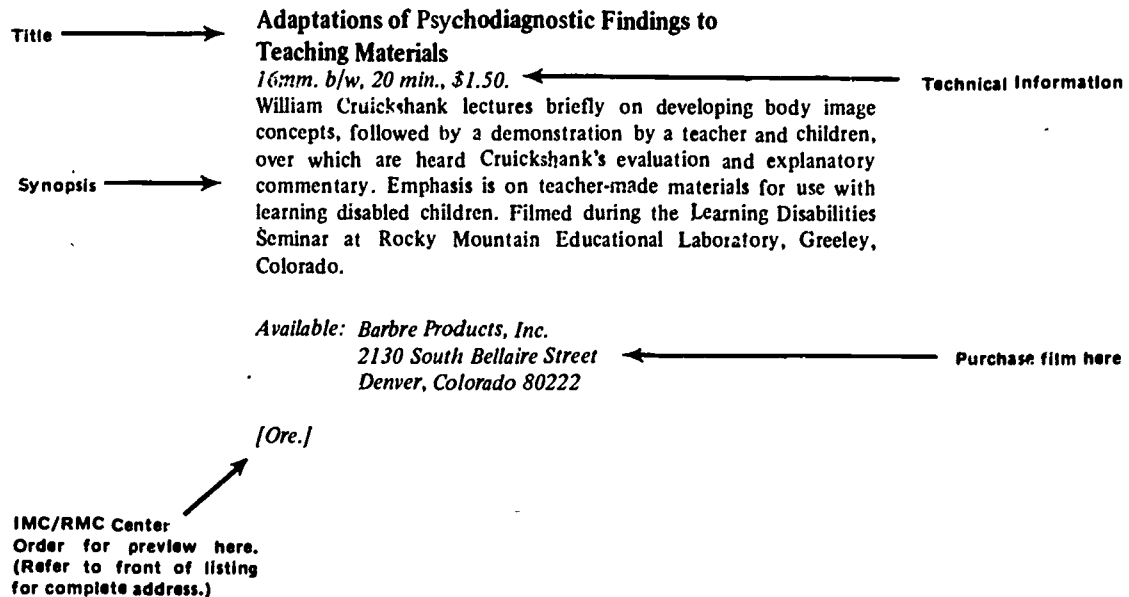 Title
Adaptations of Psychodiagnostic Findings to
Teaching Materials
16mm. b/w, 20 min., $1.50.
Technical Information
William Cruickshank lectures briefly on developing body image
concepts, followed by a demonstration by a teacher and children,
over which are heard Cruickshank's evaluation and explanatory
Synopsis
commentary. Emphasis is on teacher-made materials for use with
learning disabled children. Filmed during the Learning Disabilities
Seminar at Rocky Mountain Educational Laboratory, Greeley,
Colorado.
Available: Barbre Products, Inc.
2130 South Bellaire Street
Purchase film here
Denver, Colorado 80222
[Ore.]
IMC/RMC Center
Order for preview here.
(Refer to front of listing
for complete address.)